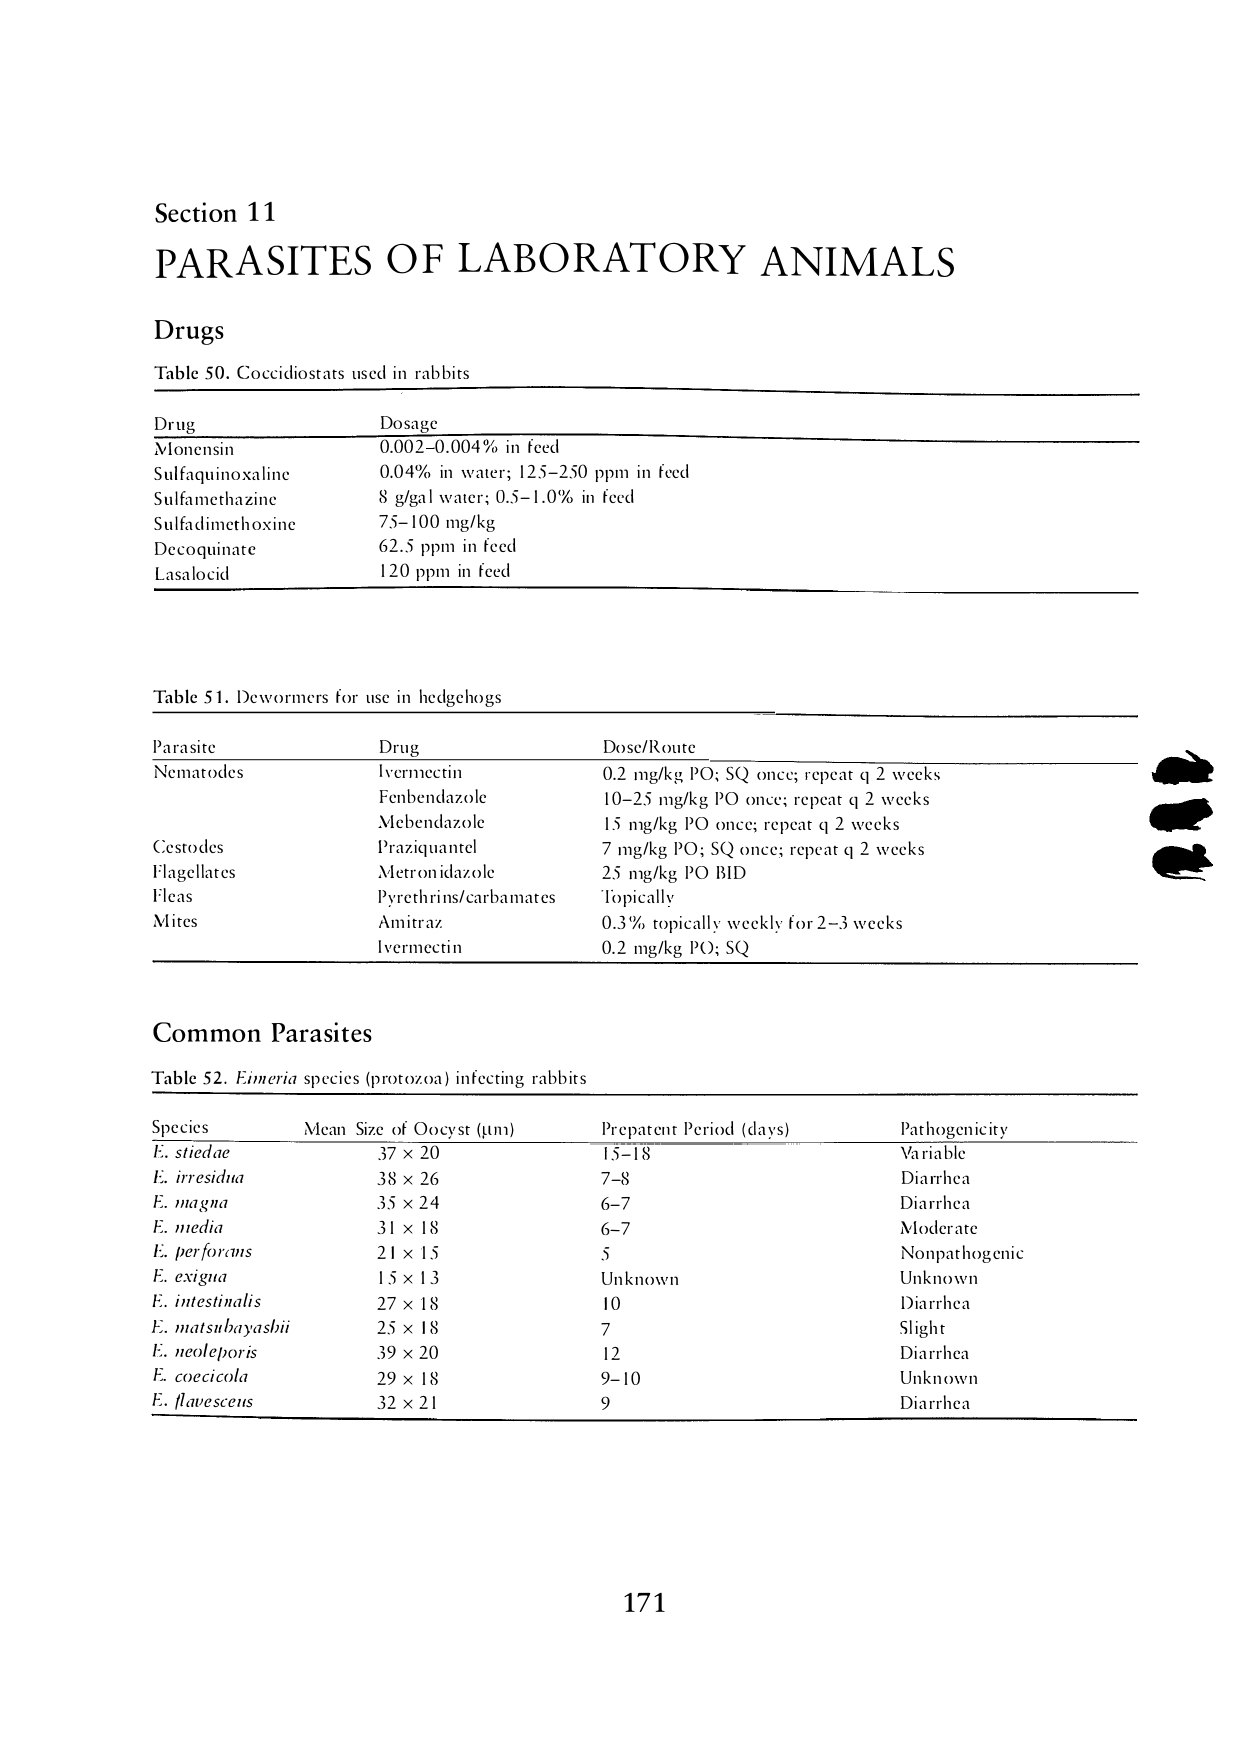 Section 11
PARASITES OF LABORATORY ANIMALS
Drugs
Table 50. Coccidiostats used in rabbits
Drug Dosage
Monensin 0.002–0.004% in feed
Sulfaquinoxaline 0.04% in water; 125–250 ppm in feed
Sulfamethazine 8 g/gal water; 0.5–1.0% in feed
Sulfadimethoxine 75–100 mg/kg
Decoquinate 62.5 ppm in feed
Lasalocid 120 ppm in feed
Table 51. Dewormers for use in hedgehogs
Parasite Drug Dose/Route
Nematodes Ivermectin 0.2 mg/kg PO; SQ once; repeat q 2 weeks
Fenbendazole 10–25 mg/kg PO once; repeat q 2 weeks
Mebendazole 15 mg/kg PO once; repeat q 2 weeks
Cestodes Praziquantel 7 mg/kg PO; SQ once; repeat q 2 weeks
Flagellates Metronidazole 25 mg/kg PO BID
Fleas Pyrethrins/carbamates Topically
Mites Amitraz 0.3% topically weekly for 2–3 weeks
Ivermectin 0.2 mg/kg PO; SQ
Common Parasites
Table 52. Eimeria species (protozoa) infecting rabbits
Species Mean Size of Oocyst (μm) Prepatent Period (days) Pathogenicity
E. stiedae 37 × 20 15–18 Variable
E. irresidua 38 × 26 7–8 Diarrhea
E. magna 35 × 24 6–7 Diarrhea
E. media 31 × 18 6–7 Moderate
E. perforans 21 × 15 5 Nonpathogenic
E. exigua 15 × 13 Unknown Unknown
E. intestinalis 27 × 18 10 Diarrhea
E. matsubayashii 25 × 18 7 Slight
E. neoleporis 39 × 20 12 Diarrhea
E. coecicola 29 × 18 9–10 Unknown
E. flavescens 32 × 21 9 Diarrhea
171